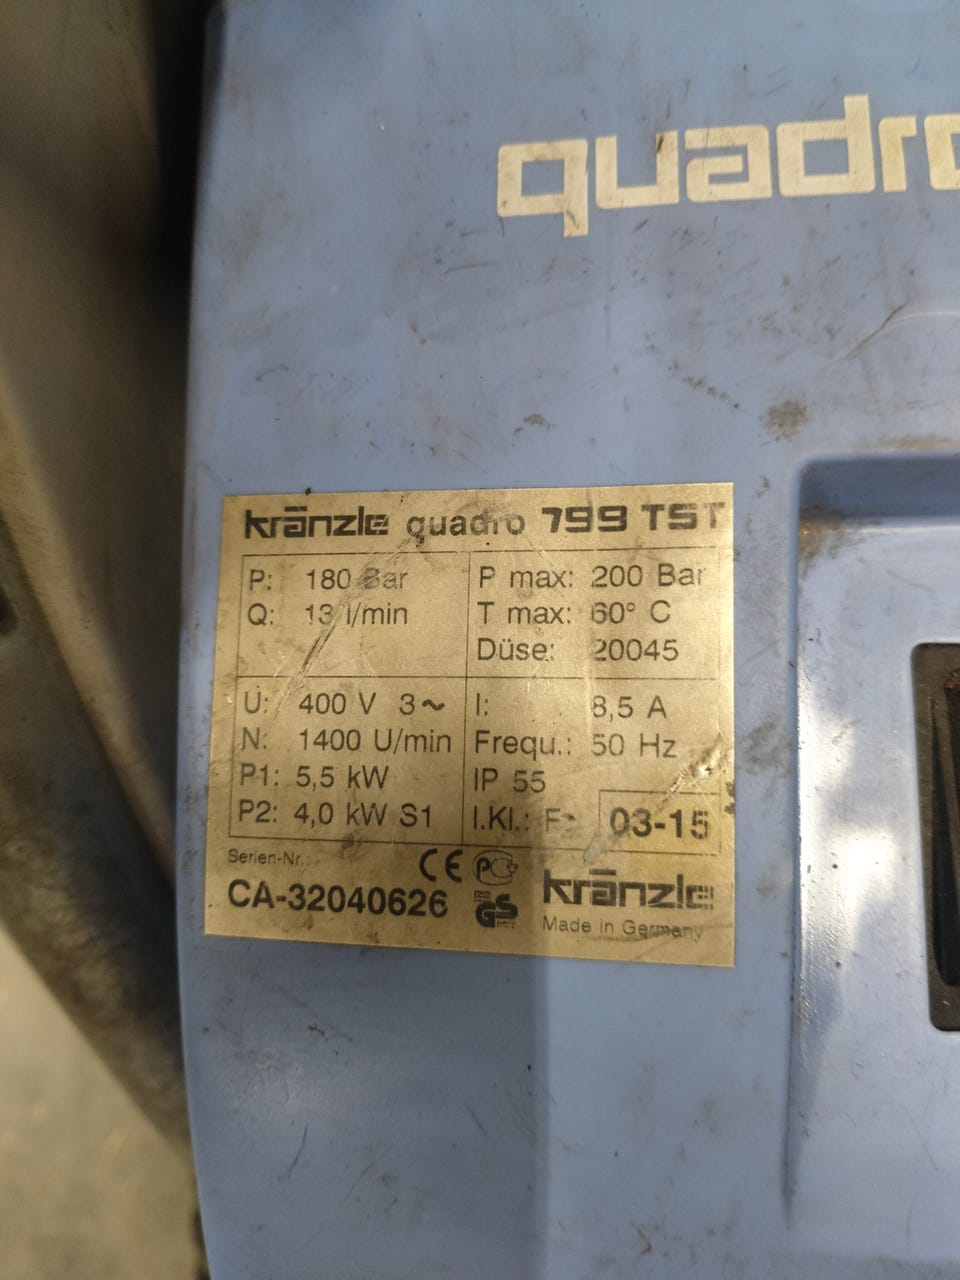 quadro
kränzle quadro 799 TST
P: 180 Bar
Q: 13 l/min
P max: 200 Bar
T max: 60° C
Düse: 20045
U: 400 V 3~
N: 1400 U/min
P1: 5,5 kW
P2: 4,0 kW S1
I: 8,5 A
Frequ.: 50 Hz
IP 55
I.Kl.: F
03-15
Serien-Nr.:
CA-32040626
CE
GS
kränzle
Made in Germany